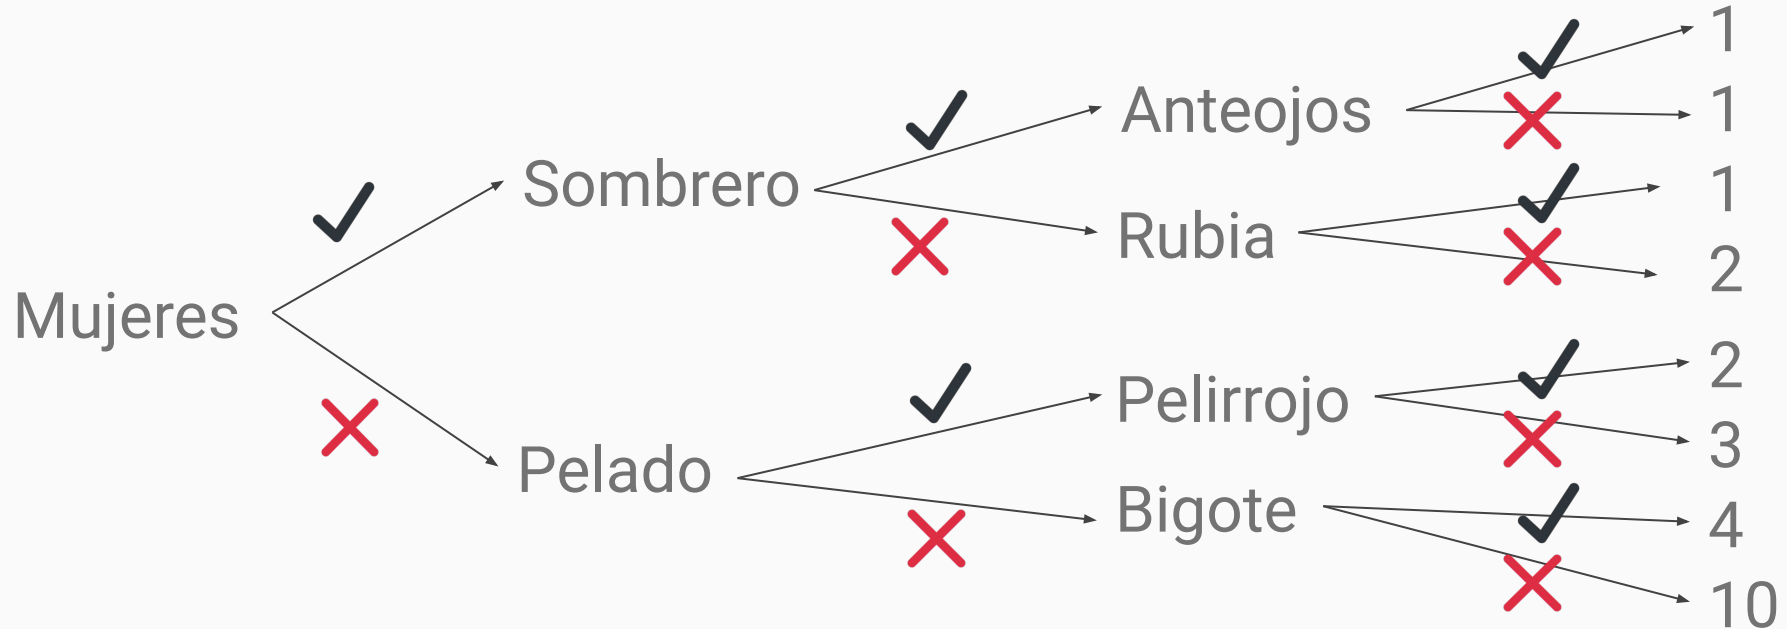 Mujeres
Sombrero
Pelado
Anteojos
Rubia
Pelirrojo
Bigote
1
1
1
2
2
3
4
10